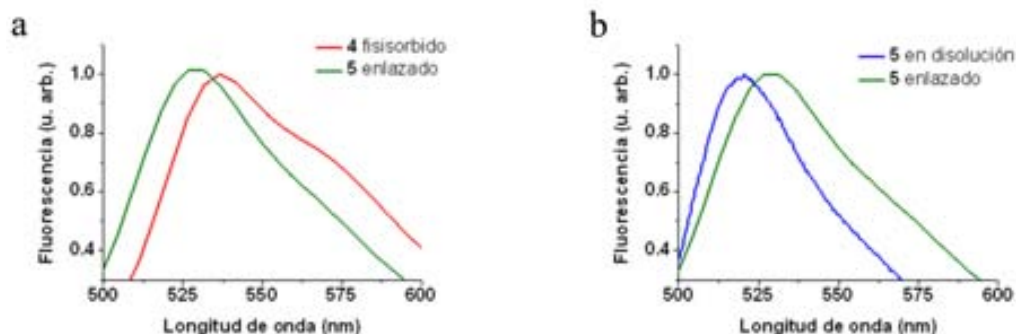 a
4 fisisorbido
5 enlazado
Fluorescencia (u. arb.)
1.0
0.8
0.6
0.4
500 525 550 575 600
Longitud de onda (nm)
b
5 en disolución
5 enlazado
Fluorescencia (u. arb.)
1.0
0.8
0.6
0.4
500 525 550 575 600
Longitud de onda (nm)